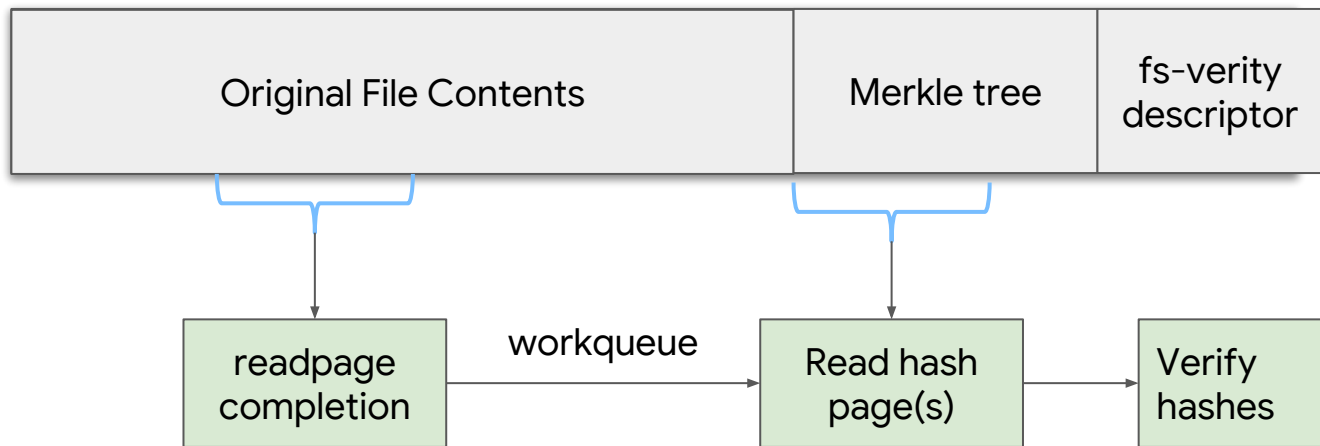 Original File Contents
Merkle tree
fs-verity
descriptor
workqueue
readpage
completion
Read hash
page(s)
Verify
hashes